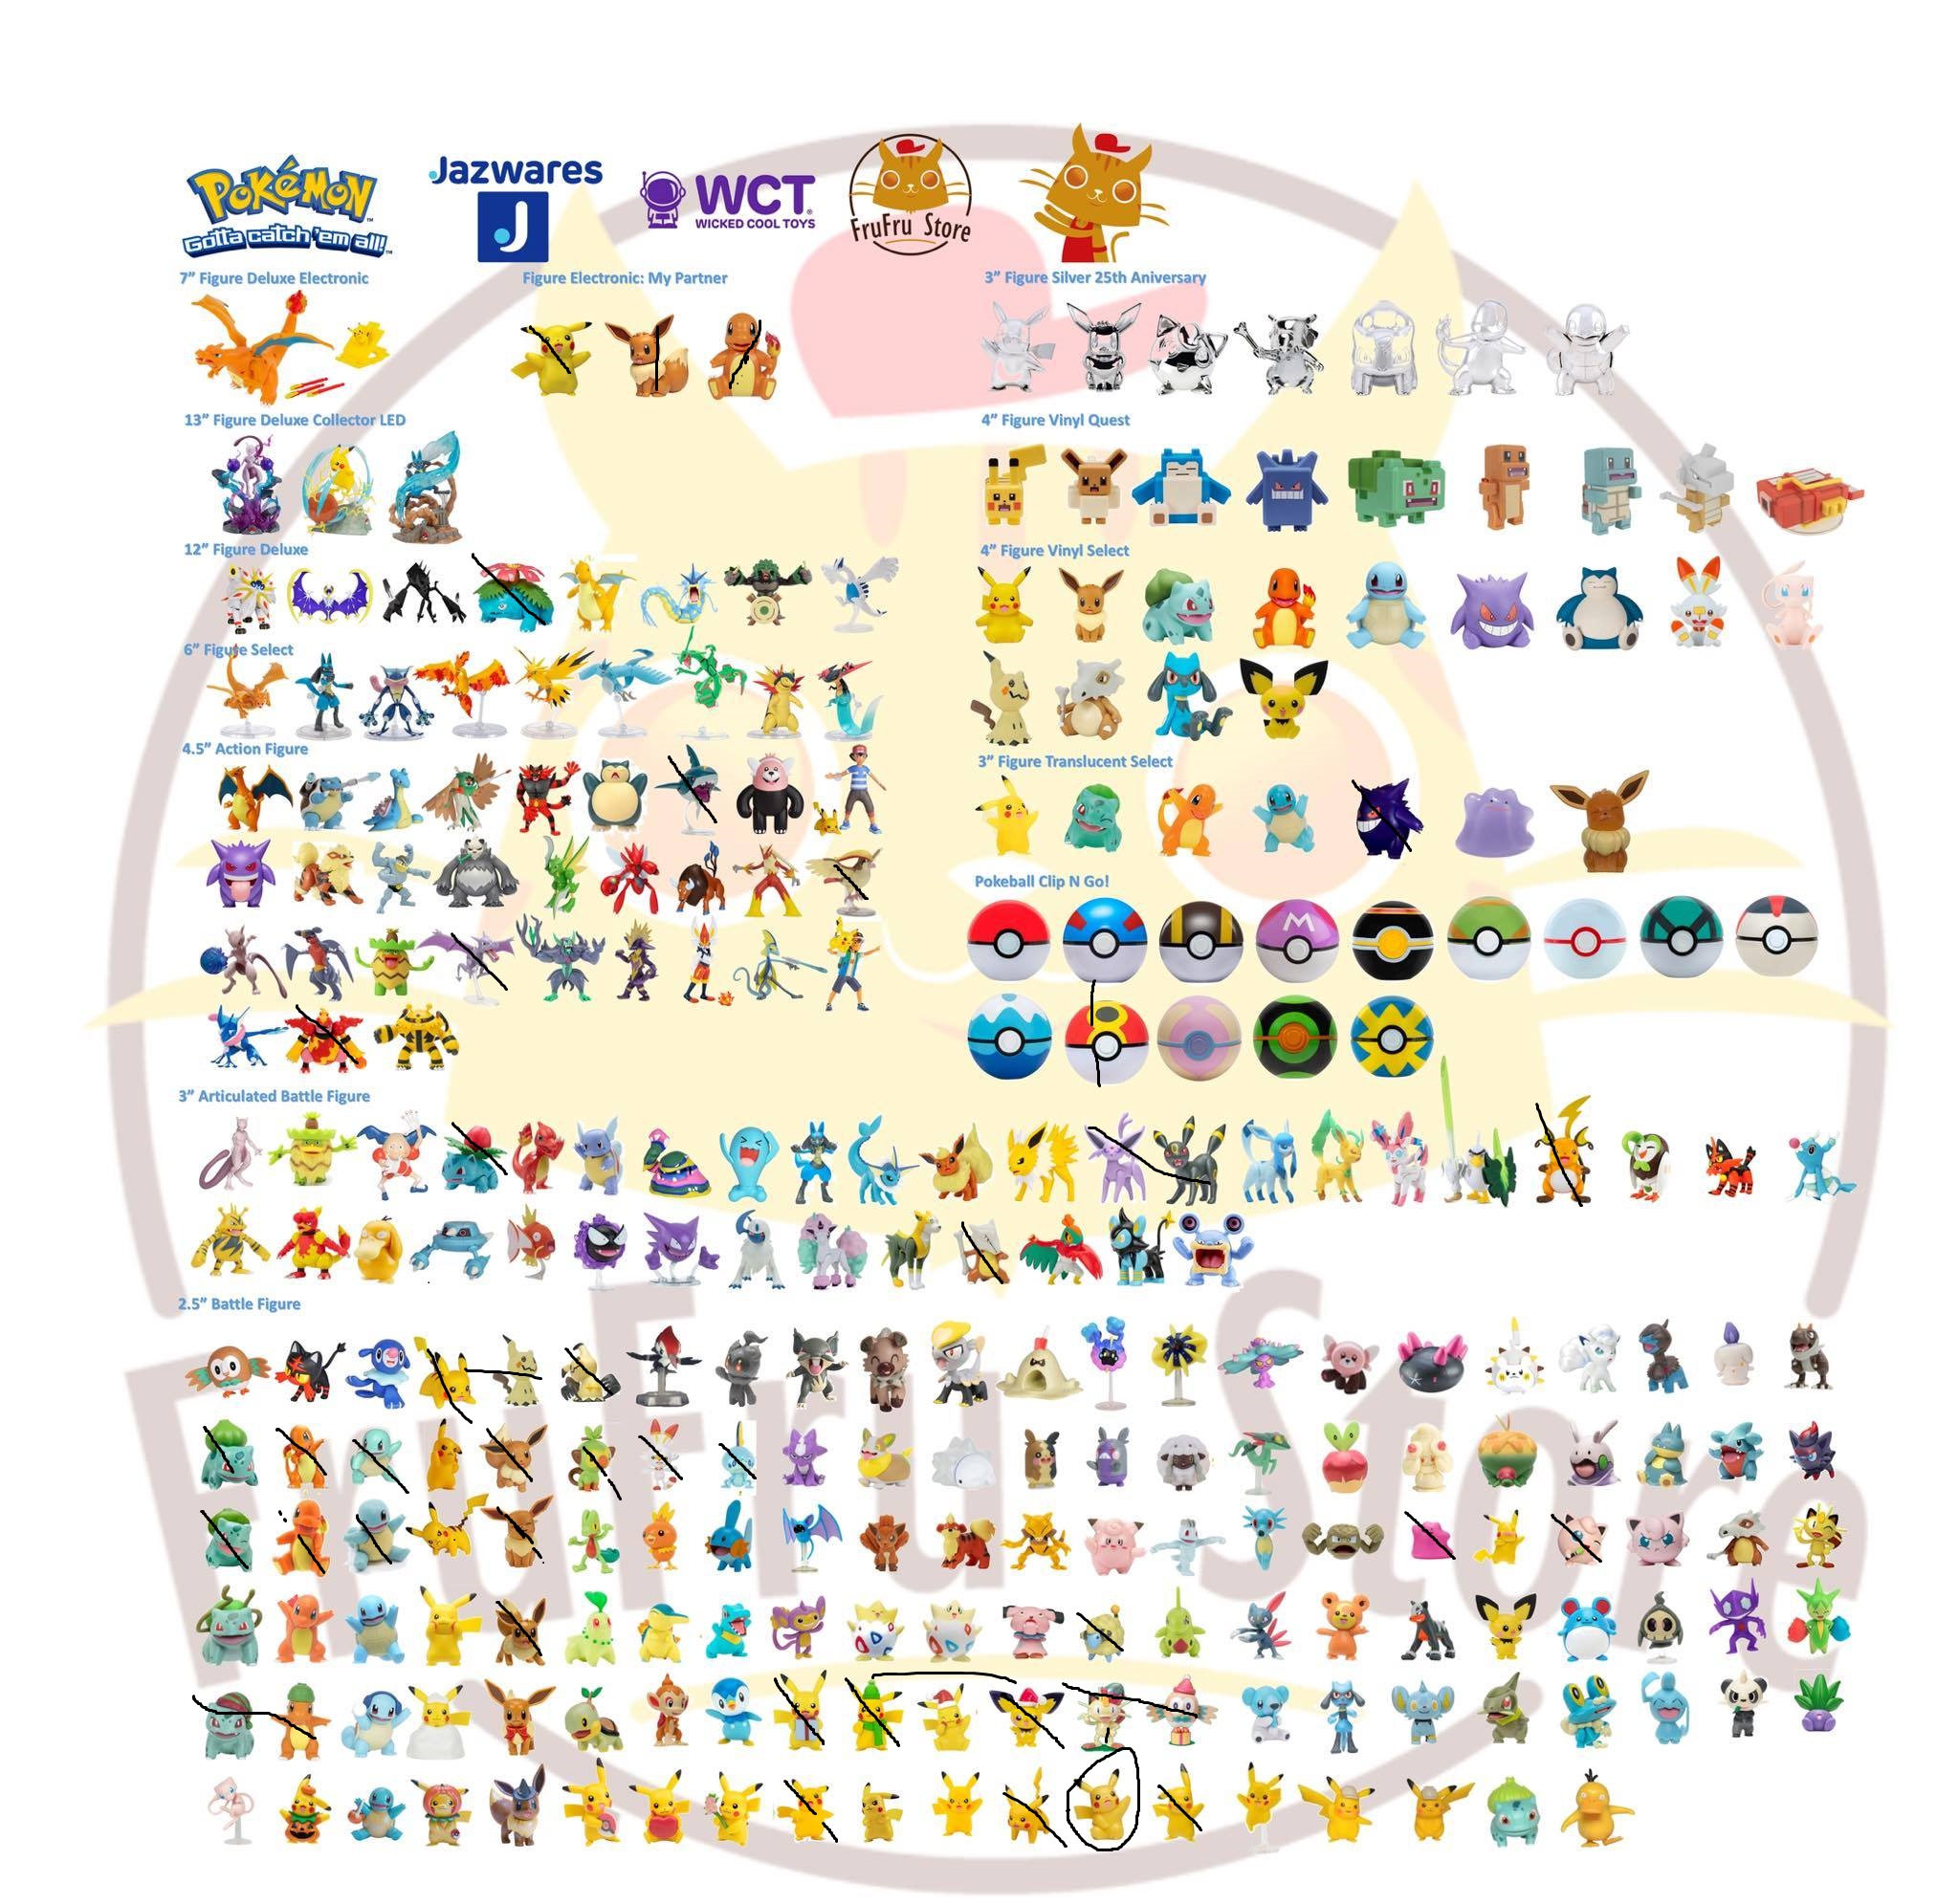 POKéMON
Gotta catch 'em all!
TM
Jazwares
J
WCT®
WICKED COOL TOYS
FruFru Store
7” Figure Deluxe Electronic
Figure Electronic: My Partner
3” Figure Silver 25th Aniversary
13” Figure Deluxe Collector LED
4” Figure Vinyl Quest
12” Figure Deluxe
4” Figure Vinyl Select
6” Figure Select
4.5” Action Figure
3” Figure Translucent Select
Pokeball Clip N Go!
M
3” Articulated Battle Figure
2.5” Battle Figure
FruFru Store